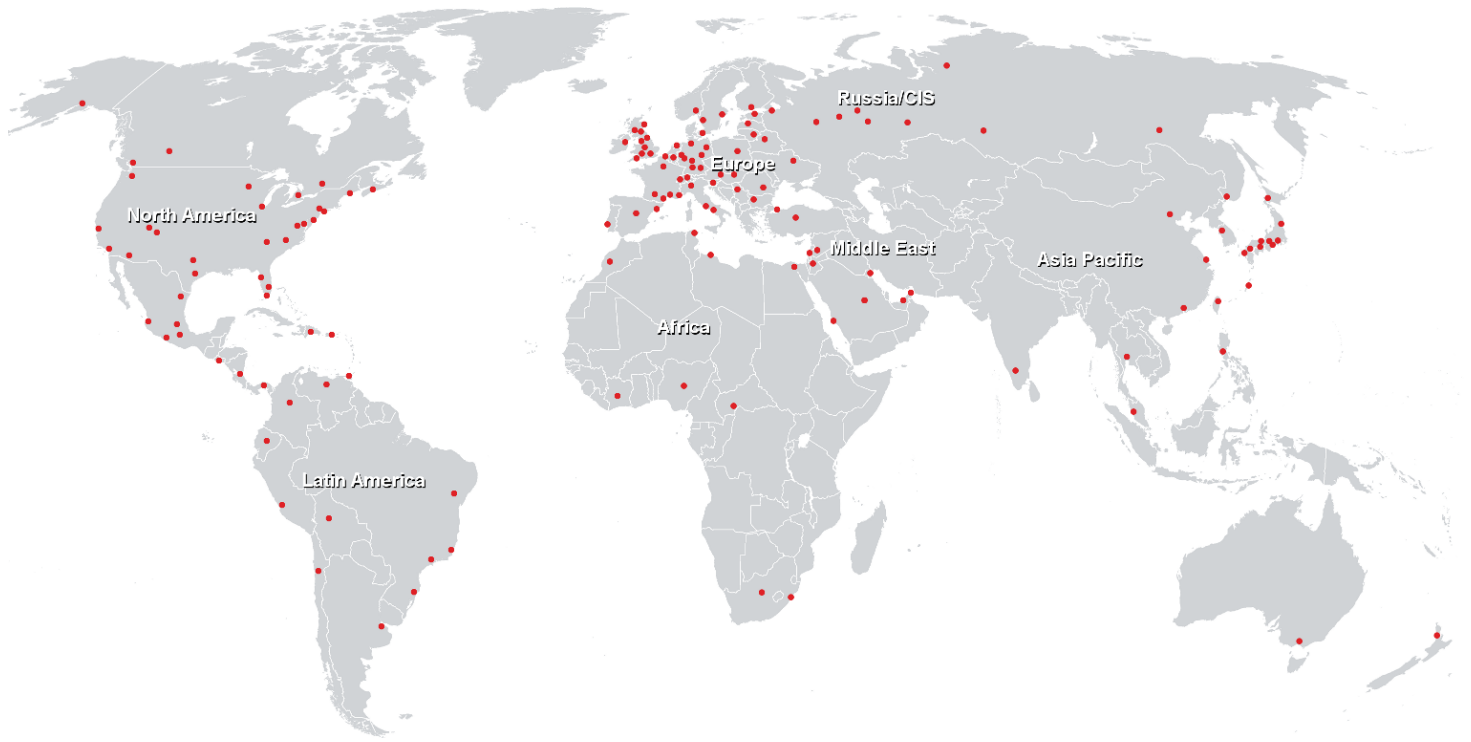 Russia/CIS
Europe
North America
Middle East
Asia Pacific
Africa
Latin America